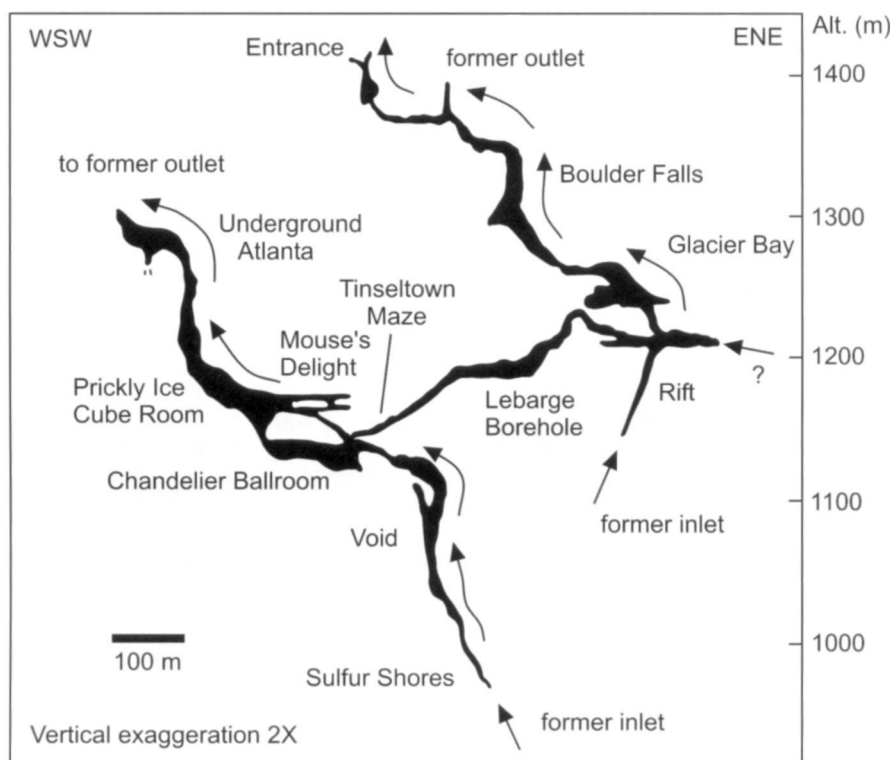 WSW
ENE
Alt. (m)
Entrance
former outlet
1400
to former outlet
Boulder Falls
1300
Underground
Atlanta
Glacier Bay
Tinseltown
Maze
Mouse's
Delight
1200
?
Prickly Ice
Cube Room
Lebarge
Borehole
Rift
Chandelier Ballroom
1100
former inlet
Void
100 m
1000
Sulfur Shores
former inlet
Vertical exaggeration 2X